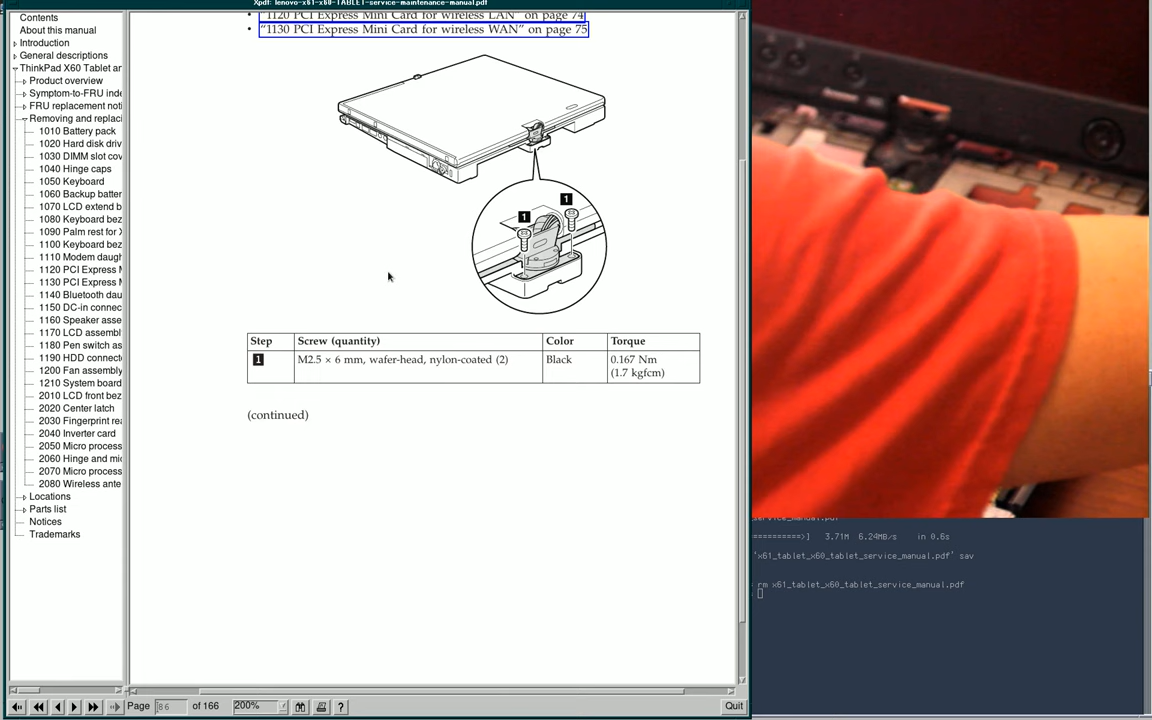 Xpdf: lenovo-x61-x60-TABLET-service-maintenance-manual.pdf
Contents
About this manual
Introduction
General descriptions
ThinkPad X60 Tablet ar
Product overview
Symptom-to-FRU inde
FRU replacement noti
Removing and replaci
1010 Battery pack
1020 Hard disk driv
1030 DIMM slot cov
1040 Hinge caps
1050 Keyboard
1060 Backup batter
1070 LCD extend b
1080 Keyboard bez
1090 Palm rest for X
1100 Keyboard bez
1110 Modem daugh
1120 PCI Express M
1130 PCI Express M
1140 Bluetooth dau
1150 DC-in connec
1160 Speaker asse
1170 LCD assembl
1180 Pen switch as
1190 HDD connect
1200 Fan assembly
1210 System board
2010 LCD front bez
2020 Center latch
2030 Fingerprint rea
2040 Inverter card
2050 Micro process
2060 Hinge and mic
2070 Micro process
2080 Wireless ante
Locations
Parts list
Notices
Trademarks
• “1120 PCI Express Mini Card for wireless LAN” on page 74
• “1130 PCI Express Mini Card for wireless WAN” on page 75
1
1
Step Screw (quantity) Color Torque
1 M2.5 × 6 mm, wafer-head, nylon-coated (2) Black 0.167 Nm
(1.7 kgfcm)
(continued)
Page 86 of 166 200% ? Quit
service_manual.pdf
==========>] 3.71M 6.24MB/s in 0.6s
'x61_tablet_x60_tablet_service_manual.pdf' sav
rm x61_tablet_x60_tablet_service_manual.pdf